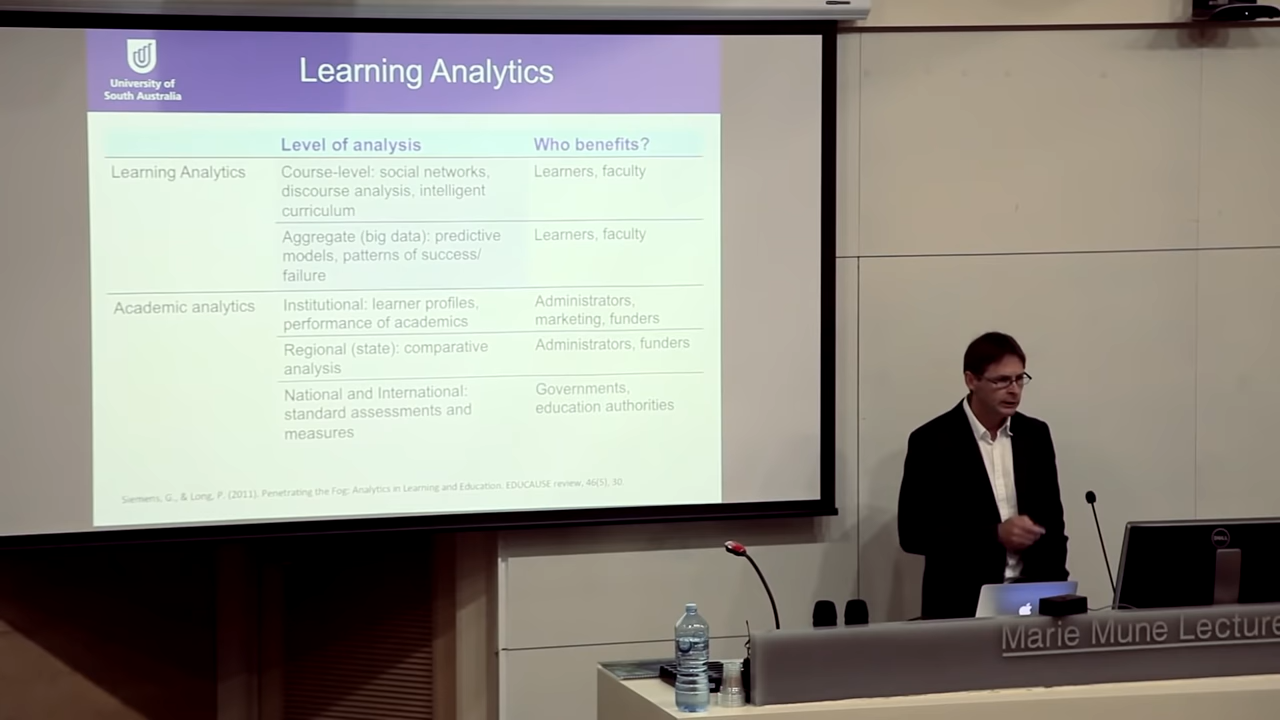 University of
South Australia
Learning Analytics
Level of analysis
Who benefits?
Learning Analytics
Course-level: social networks,
discourse analysis, intelligent
curriculum
Learners, faculty
Aggregate (big data): predictive
models, patterns of success/
failure
Learners, faculty
Academic analytics
Institutional: learner profiles,
performance of academics
Administrators,
marketing, funders
Regional (state): comparative
analysis
Administrators, funders
National and International:
standard assessments and
measures
Governments,
education authorities
Siemens, G., & Long, P. (2011). Penetrating the Fog: Analytics in Learning and Education. EDUCAUSE review, 46(5), 30.
DELL
Marie Mune Lecture